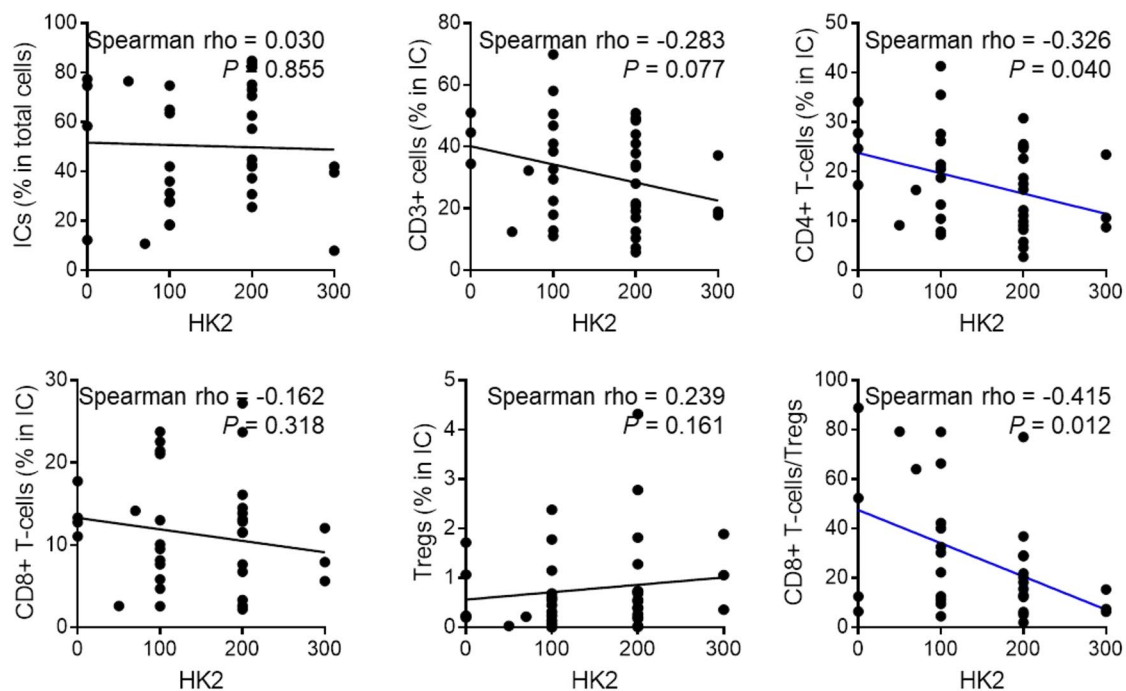 ICs (% in total cells)
100
80
60
40
20
0
Spearman rho = 0.030
P = 0.855
0 100 200 300
HK2
CD3+ cells (% in IC)
80
60
40
20
0
Spearman rho = -0.283
P = 0.077
0 100 200 300
HK2
CD4+ T-cells (% in IC)
50
40
30
20
10
0
Spearman rho = -0.326
P = 0.040
0 100 200 300
HK2
CD8+ T-cells (% in IC)
30
20
10
0
Spearman rho = -0.162
P = 0.318
0 100 200 300
HK2
Tregs (% in IC)
5
4
3
2
1
0
Spearman rho = 0.239
P = 0.161
0 100 200 300
HK2
CD8+ T-cells/Tregs
100
80
60
40
20
0
Spearman rho = -0.415
P = 0.012
0 100 200 300
HK2